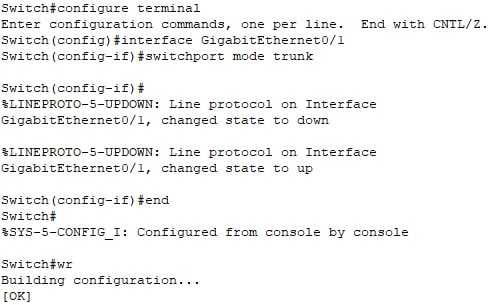 Switch#configure terminal
Enter configuration commands, one per line.  End with CNTL/Z.
Switch(config)#interface GigabitEthernet0/1
Switch(config-if)#switchport mode trunk
Switch(config-if)#
%LINEPROTO-5-UPDOWN: Line protocol on Interface
GigabitEthernet0/1, changed state to down
%LINEPROTO-5-UPDOWN: Line protocol on Interface
GigabitEthernet0/1, changed state to up
Switch(config-if)#end
Switch#
%SYS-5-CONFIG_I: Configured from console by console
Switch#wr
Building configuration...
[OK]